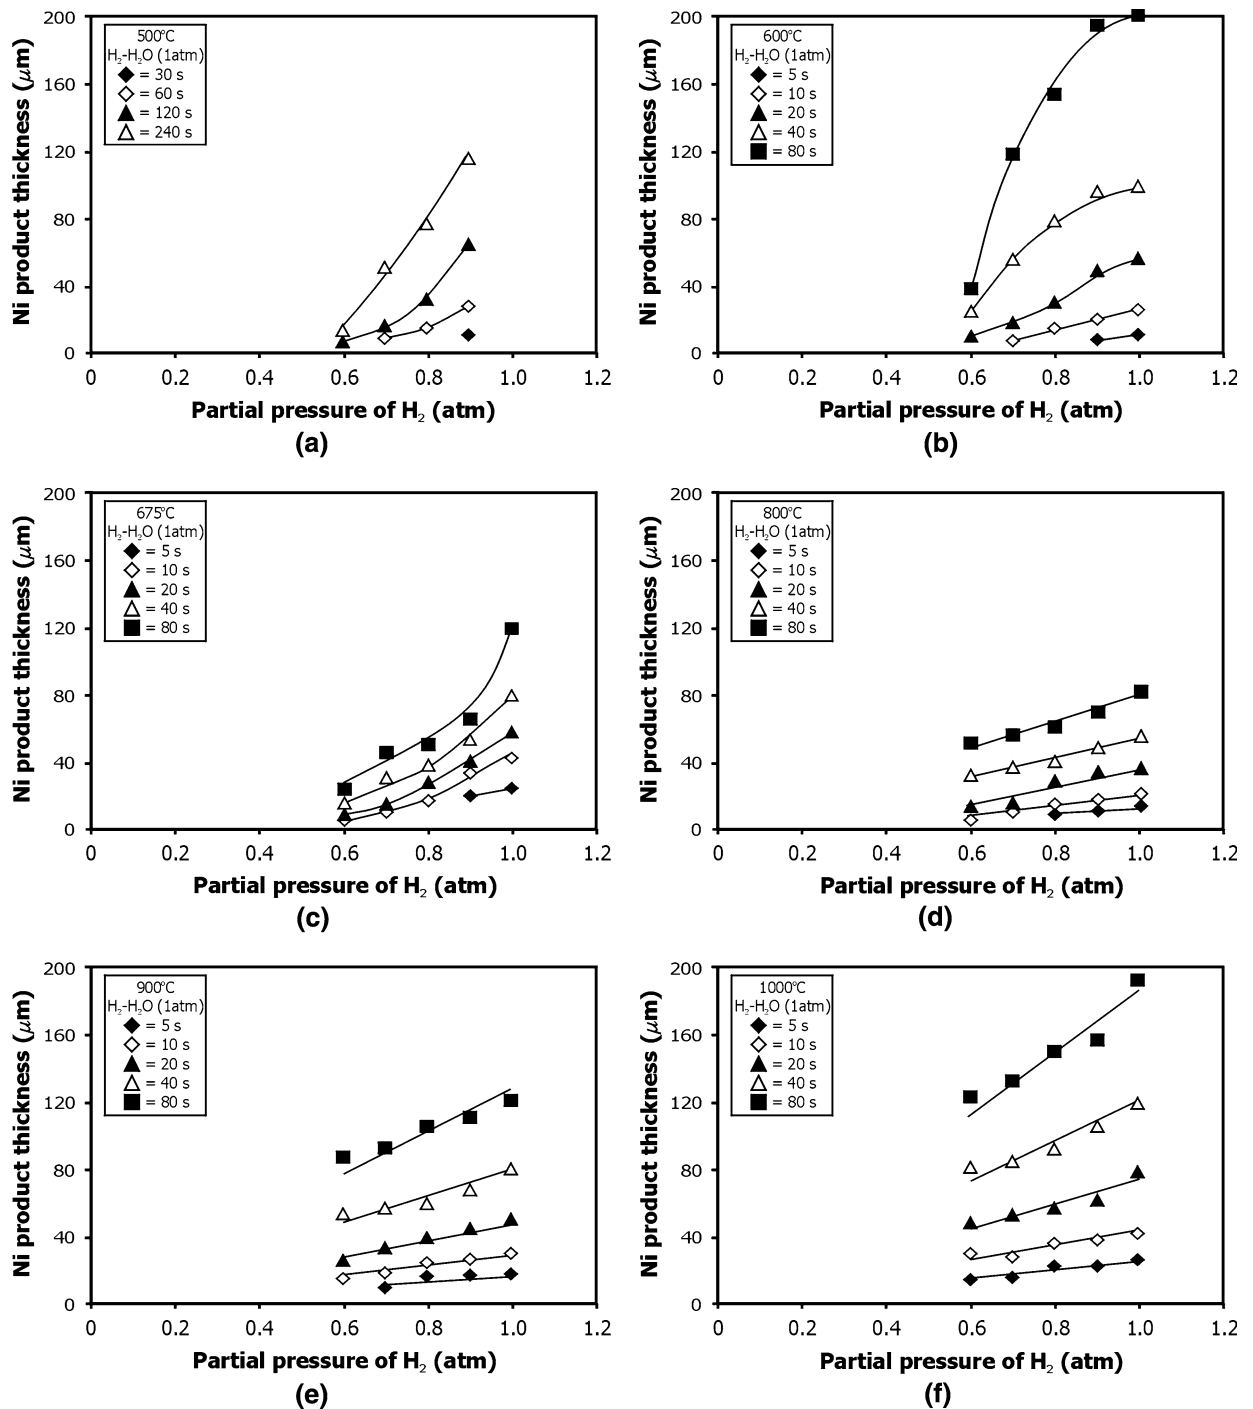 200
160
120
80
40
0
0
0.2
0.4
0.6
0.8
1.0
1.2
Ni product thickness (μm)
500°C
H₂-H₂O (1atm)
= 30 s
= 60 s
= 120 s
= 240 s
Partial pressure of H₂ (atm)
(a)
200
160
120
80
40
0
0
0.2
0.4
0.6
0.8
1.0
1.2
Ni product thickness (μm)
600°C
H₂-H₂O (1atm)
= 5 s
= 10 s
= 20 s
= 40 s
= 80 s
Partial pressure of H₂ (atm)
(b)
200
160
120
80
40
0
0
0.2
0.4
0.6
0.8
1.0
1.2
Ni product thickness (μm)
675°C
H₂-H₂O (1atm)
= 5 s
= 10 s
= 20 s
= 40 s
= 80 s
Partial pressure of H₂ (atm)
(c)
200
160
120
80
40
0
0
0.2
0.4
0.6
0.8
1.0
1.2
Ni product thickness (μm)
800°C
H₂-H₂O (1atm)
= 5 s
= 10 s
= 20 s
= 40 s
= 80 s
Partial pressure of H₂ (atm)
(d)
200
160
120
80
40
0
0
0.2
0.4
0.6
0.8
1.0
1.2
Ni product thickness (μm)
900°C
H₂-H₂O (1atm)
= 5 s
= 10 s
= 20 s
= 40 s
= 80 s
Partial pressure of H₂ (atm)
(e)
200
160
120
80
40
0
0
0.2
0.4
0.6
0.8
1.0
1.2
Ni product thickness (μm)
1000°C
H₂-H₂O (1atm)
= 5 s
= 10 s
= 20 s
= 40 s
= 80 s
Partial pressure of H₂ (atm)
(f)